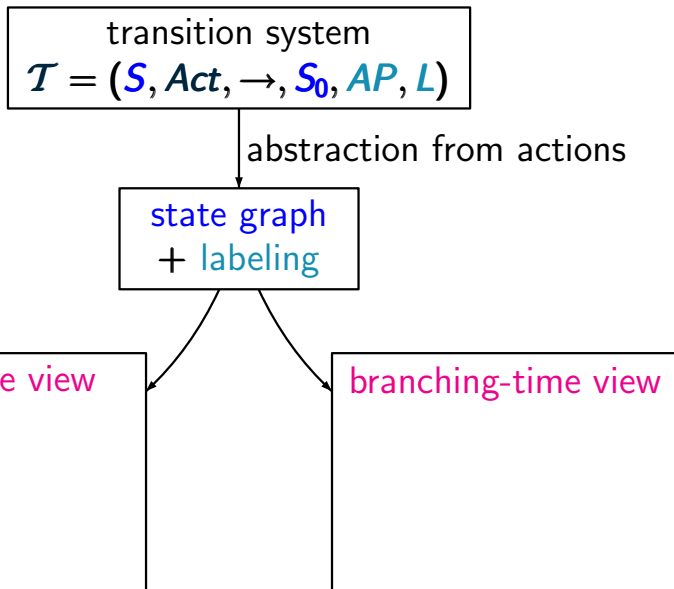 transition system
𝒯 = (S, Act, →, S₀, AP, L)
abstraction from actions
state graph
+ labeling
e view
branching-time view